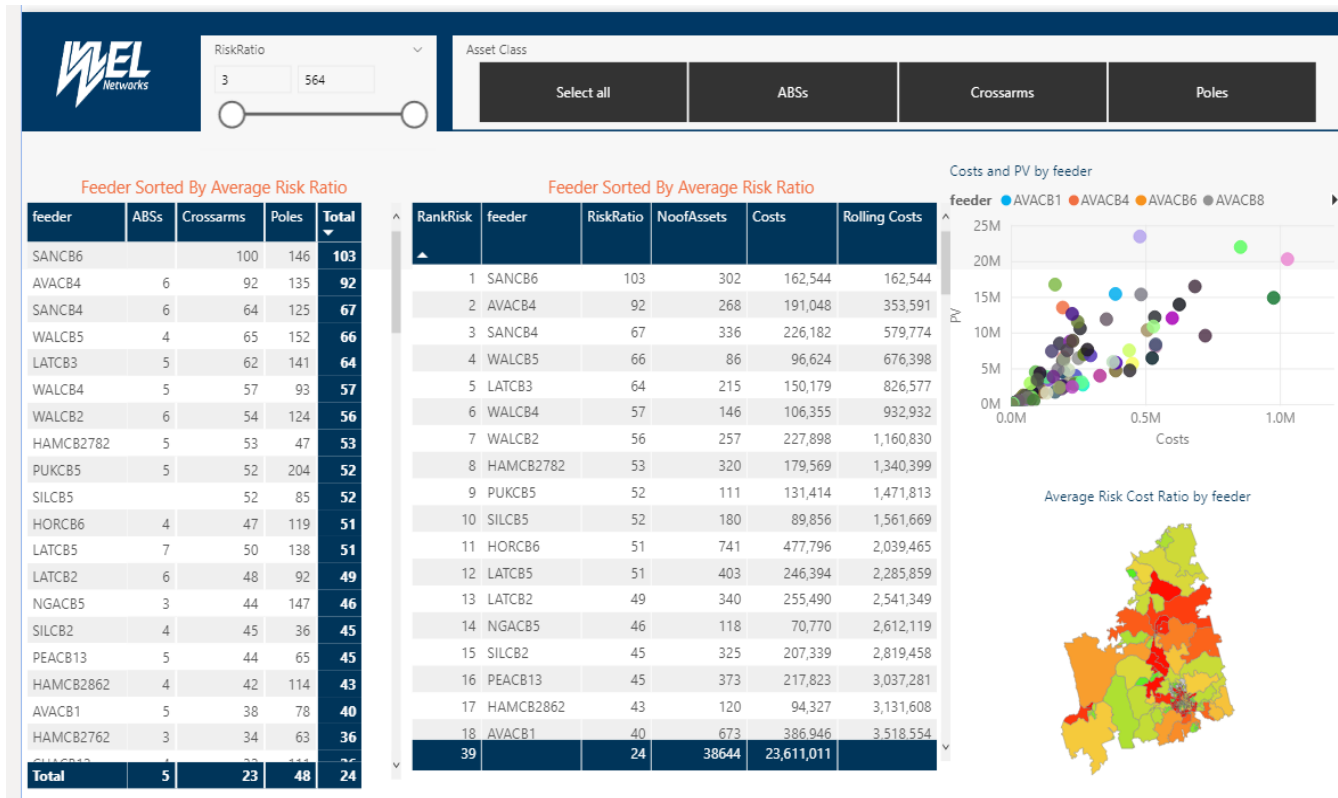 WEL
Networks
RiskRatio
3 564
Asset Class
Select all ABSs Crossarms Poles
Feeder Sorted By Average Risk Ratio
feeder ABSs Crossarms Poles Total
SANCB6 100 146 103
AVACB4 6 92 135 92
SANCB4 6 64 125 67
WALCB5 4 65 152 66
LATCB3 5 62 141 64
WALCB4 5 57 93 57
WALCB2 6 54 124 56
HAMCB2782 5 53 47 53
PUKCB5 5 52 204 52
SILCB5 52 85 52
HORCB6 4 47 119 51
LATCB5 7 50 138 51
LATCB2 6 48 92 49
NGACB5 3 44 147 46
SILCB2 4 45 36 45
PEACB13 5 44 65 45
HAMCB2862 4 42 114 43
AVACB1 5 38 78 40
HAMCB2762 3 34 63 36
Total 5 23 48 24
Feeder Sorted By Average Risk Ratio
RankRisk feeder RiskRatio NoofAssets Costs Rolling Costs
1 SANCB6 103 302 162,544 162,544
2 AVACB4 92 268 191,048 353,591
3 SANCB4 67 336 226,182 579,774
4 WALCB5 66 86 96,624 676,398
5 LATCB3 64 215 150,179 826,577
6 WALCB4 57 146 106,355 932,932
7 WALCB2 56 257 227,898 1,160,830
8 HAMCB2782 53 320 179,569 1,340,399
9 PUKCB5 52 111 131,414 1,471,813
10 SILCB5 52 180 89,856 1,561,669
11 HORCB6 51 741 477,796 2,039,465
12 LATCB5 51 403 246,394 2,285,859
13 LATCB2 49 340 255,490 2,541,349
14 NGACB5 46 118 70,770 2,612,119
15 SILCB2 45 325 207,339 2,819,458
16 PEACB13 45 373 217,823 3,037,281
17 HAMCB2862 43 120 94,327 3,131,608
18 AVACB1 40 673 386,946 3,518,554
39 24 38644 23,611,011
Costs and PV by feeder
feeder AVACB1 AVACB4 AVACB6 AVACB8
25M
20M
15M
10M
5M
0M
PV
0.0M 0.5M 1.0M
Costs
Average Risk Cost Ratio by feeder